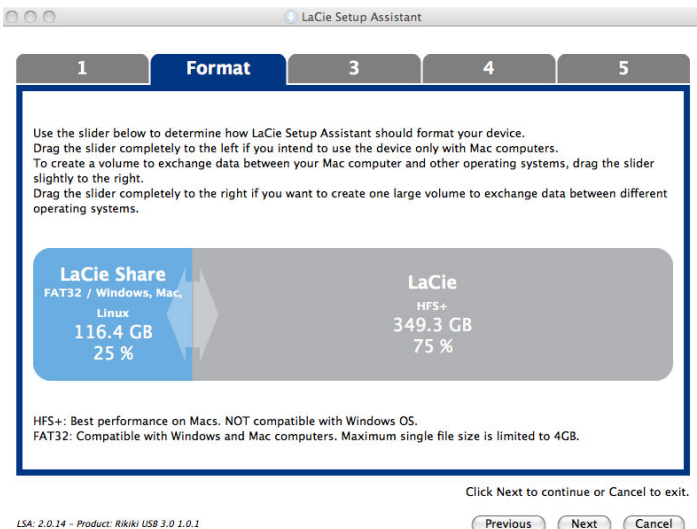 LaCie Setup Assistant
1
Format
3
4
5
Use the slider below to determine how LaCie Setup Assistant should format your device.
Drag the slider completely to the left if you intend to use the device only with Mac computers.
To create a volume to exchange data between your Mac computer and other operating systems, drag the slider
slightly to the right.
Drag the slider completely to the right if you want to create one large volume to exchange data between different
operating systems.
LaCie Share
FAT32 / Windows, Mac,
Linux
116.4 GB
25 %
LaCie
HFS+
349.3 GB
75 %
HFS+: Best performance on Macs. NOT compatible with Windows OS.
FAT32: Compatible with Windows and Mac computers. Maximum single file size is limited to 4GB.
Click Next to continue or Cancel to exit.
LSA: 2.0.14 – Product: Rikiki USB 3.0 1.0.1
Previous
Next
Cancel